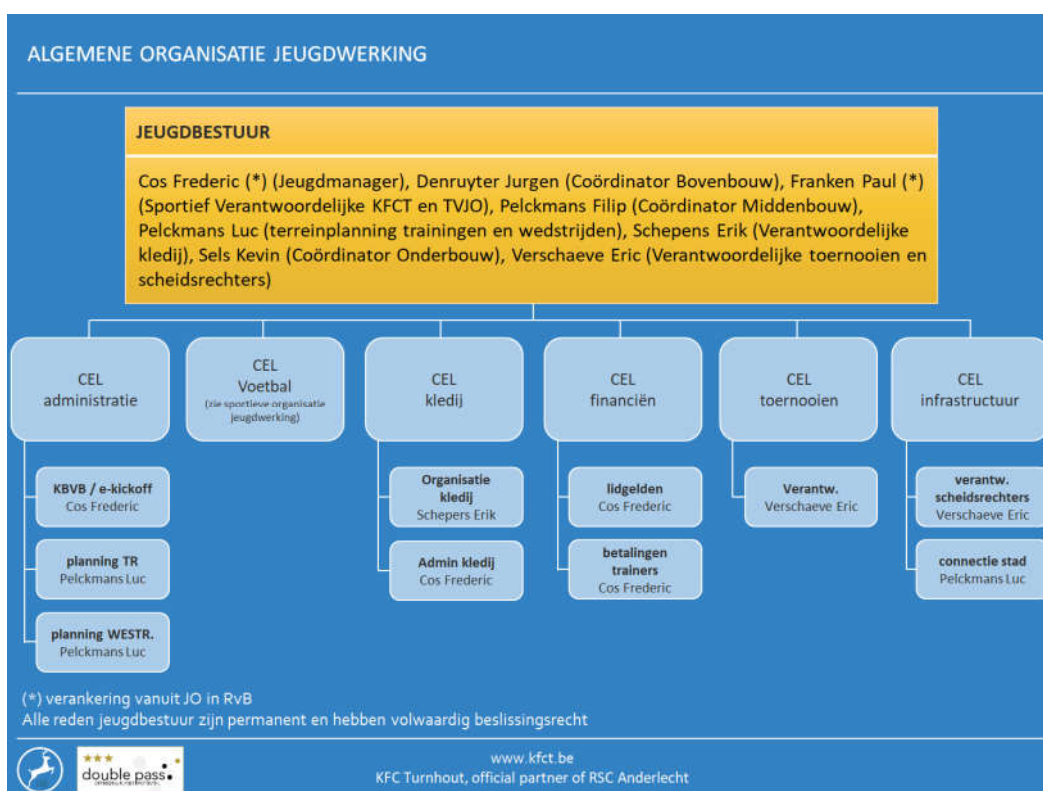 ALGEMENE ORGANISATIE JEUGDWERKING
JEUGDBESTUUR
Cos Frederic (*) (Jeugdmanager), Denruyter Jurgen (Coördinator Bovenbouw), Franken Paul (*)
(Sportief Verantwoordelijke KFCT en TVJO), Pelckmans Filip (Coördinator Middenbouw),
Pelckmans Luc (terreinplanning trainingen en wedstrijden), Schepens Erik (Verantwoordelijke
kledij), Sels Kevin (Coördinator Onderbouw), Verschaeve Eric (Verantwoordelijke toernooien en
scheidsrechters)
CEL
administratie
KBVB / e-kickoff
Cos Frederic
planning TR
Pelckmans Luc
planning WESTR.
Pelckmans Luc
CEL
Voetbal
(zie sportieve organisatie
jeugdwerking)
CEL
kledij
Organisatie
kledij
Schepers Erik
Admin kledij
Cos Frederic
CEL
financiën
lidgelden
Cos Frederic
betalingen
trainers
Cos Frederic
CEL
toernooien
Verantw.
Verschaeve Eric
CEL
infrastructuur
verantw.
scheidsrechters
Verschaeve Eric
connectie stad
Pelckmans Luc
(*) verankering vanuit JO in RvB
Alle reden jeugdbestuur zijn permanent en hebben volwaardig beslissingsrecht
double pass
www.kfct.be
KFC Turnhout, official partner of RSC Anderlecht